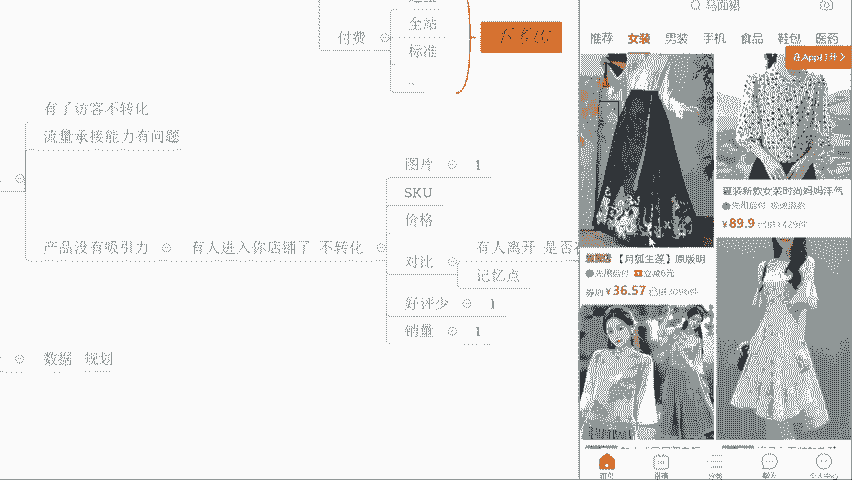 付费
全站
标准
有了访客不转化
流量承接能力有问题
产品没有吸引力
有人进入你店铺了 不转化
图片
1
SKU
价格
对比
有人离开 是否
记忆点
好评少
1
销量
1
数据 规划
马面裙
推荐 女装 男装 手机 食品 鞋包 医药
去App打开
夏装新款女装时尚妈妈洋气
先用后付 极速退款
¥89.9
【月狐生莲】原版明
先用后付 立减6元
券后 ¥36.57
分类
个人中心